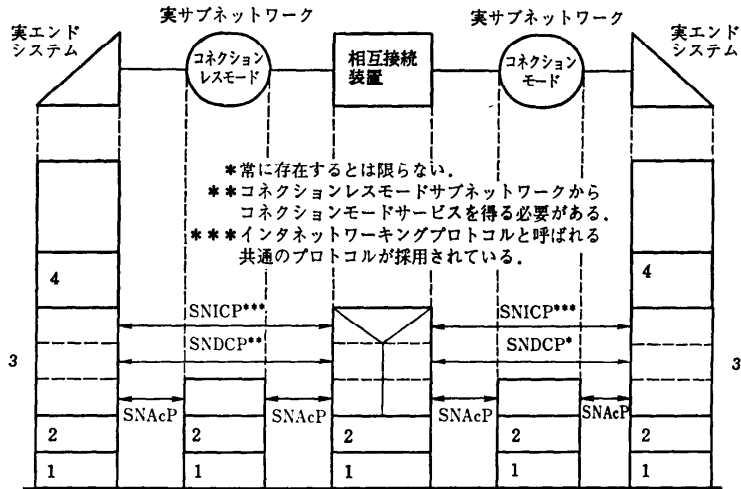 実サブネットワーク
実サブネットワーク
実エンド
システム
実エンド
システム
コネクション
レスモード
相互接続
装置
コネクション
モード
*常に存在するとは限らない.
**コネクションレスモードサブネットワークから
コネクションモードサービスを得る必要がある.
***インタネットワーキングプロトコルと呼ばれる
共通のプロトコルが採用されている.
4
4
SNICP***
SNICP***
SNDCP**
SNDCP*
3
3
SNAcP
SNAcP
SNAcP
SNAcP
2
2
2
2
2
1
1
1
1
1